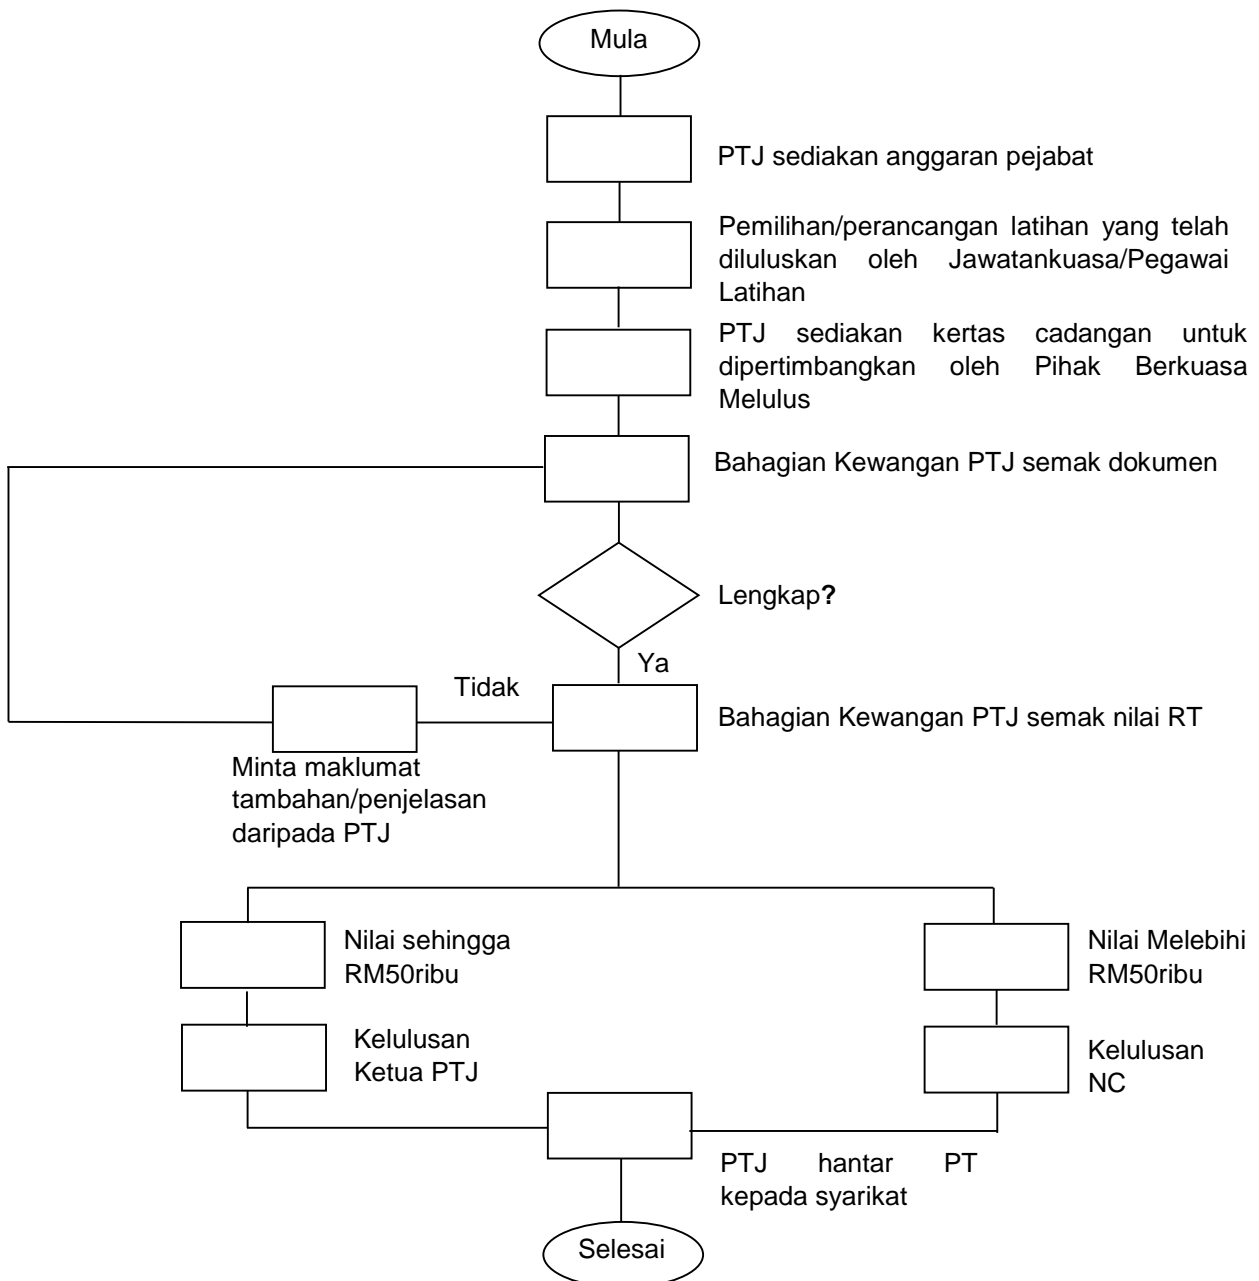 Mula
PTJ sediakan anggaran pejabat
Pemilihan/perancangan latihan yang telah
diluluskan oleh Jawatankuasa/Pegawai
Latihan
PTJ sediakan kertas cadangan untuk
dipertimbangkan oleh Pihak Berkuasa
Melulus
Bahagian Kewangan PTJ semak dokumen
Lengkap?
Ya
Tidak
Bahagian Kewangan PTJ semak nilai RT
Minta maklumat
tambahan/penjelasan
daripada PTJ
Nilai sehingga
RM50ribu
Nilai Melebihi
RM50ribu
Kelulusan
Ketua PTJ
Kelulusan
NC
PTJ hantar PT
kepada syarikat
Selesai